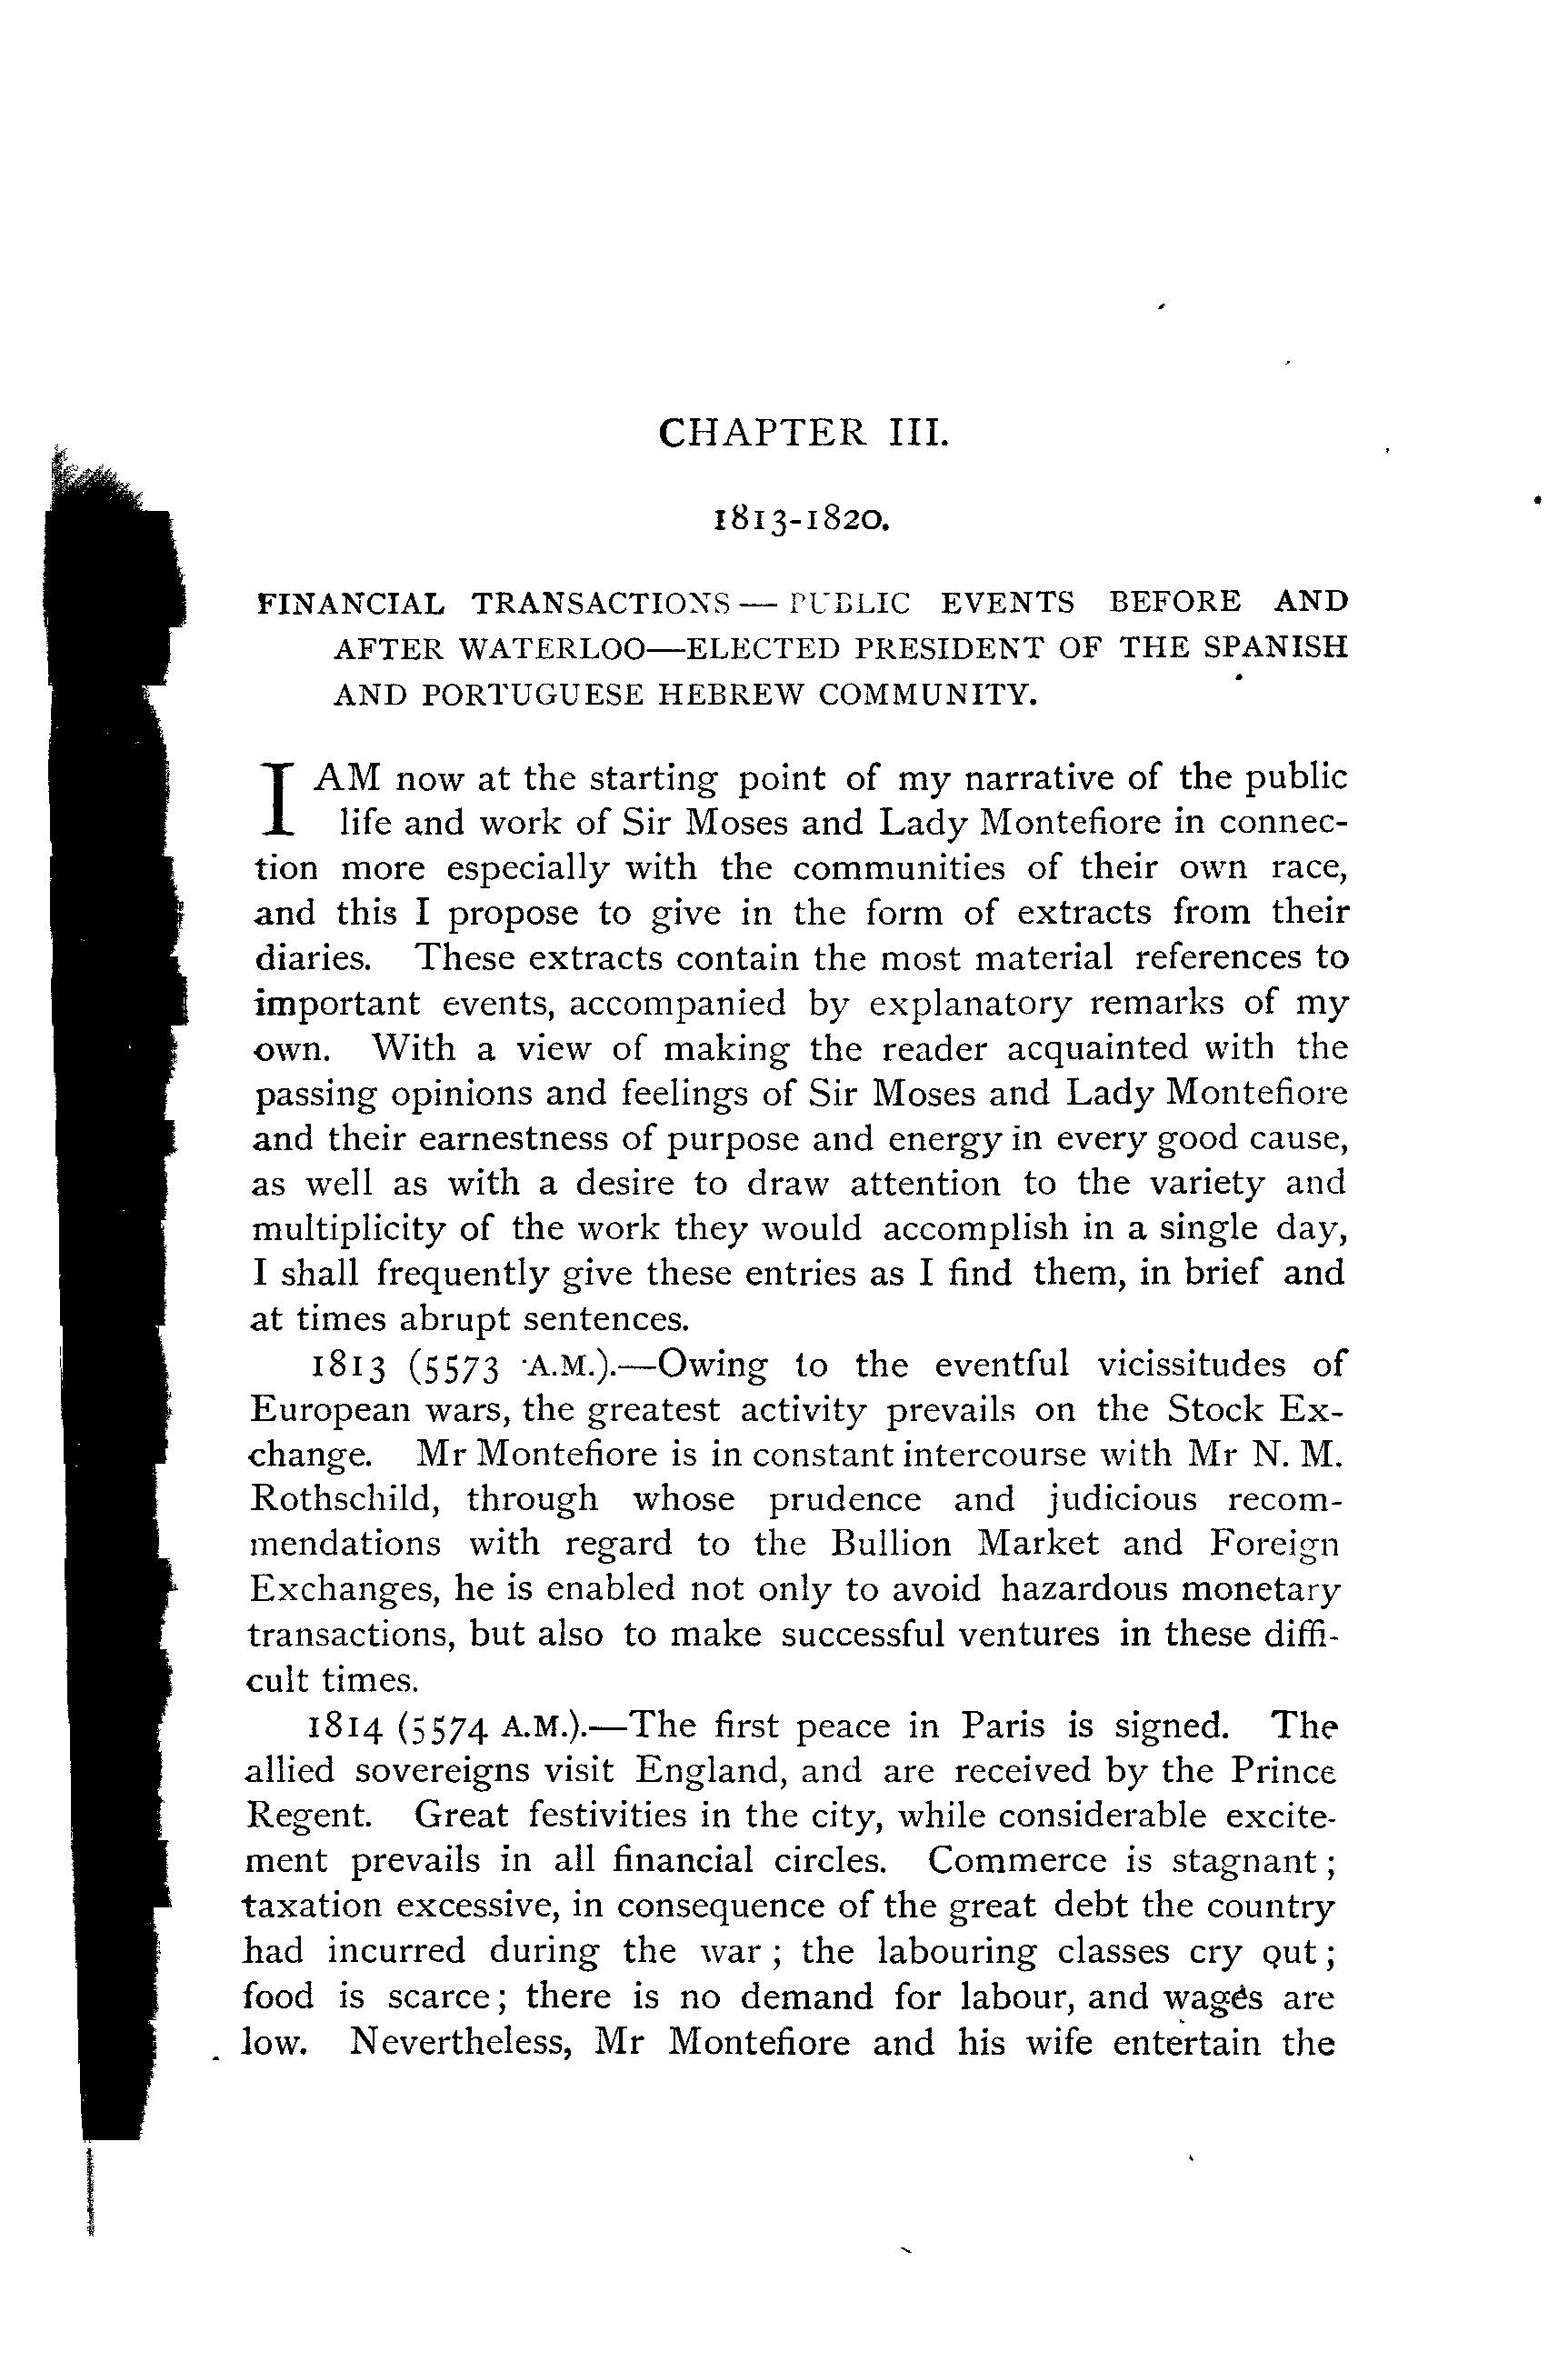 CHAPTER III.
1813-1820.
FINANCIAL TRANSACTIONS — PUBLIC EVENTS BEFORE AND
AFTER WATERLOO—ELECTED PRESIDENT OF THE SPANISH
AND PORTUGUESE HEBREW COMMUNITY.
I AM now at the starting point of my narrative of the public
life and work of Sir Moses and Lady Montefiore in connec-
tion more especially with the communities of their own race,
and this I propose to give in the form of extracts from their
diaries. These extracts contain the most material references to
important events, accompanied by explanatory remarks of my
own. With a view of making the reader acquainted with the
passing opinions and feelings of Sir Moses and Lady Montefiore
and their earnestness of purpose and energy in every good cause,
as well as with a desire to draw attention to the variety and
multiplicity of the work they would accomplish in a single day,
I shall frequently give these entries as I find them, in brief and
at times abrupt sentences.
1813 (5573 A.M.).—Owing to the eventful vicissitudes of
European wars, the greatest activity prevails on the Stock Ex-
change. Mr Montefiore is in constant intercourse with Mr N. M.
Rothschild, through whose prudence and judicious recom-
mendations with regard to the Bullion Market and Foreign
Exchanges, he is enabled not only to avoid hazardous monetary
transactions, but also to make successful ventures in these diffi-
cult times.
1814 (5574 A.M.).—The first peace in Paris is signed. The
allied sovereigns visit England, and are received by the Prince
Regent. Great festivities in the city, while considerable excite-
ment prevails in all financial circles. Commerce is stagnant ;
taxation excessive, in consequence of the great debt the country
had incurred during the war ; the labouring classes cry out ;
food is scarce ; there is no demand for labour, and wages are
low. Nevertheless, Mr Montefiore and his wife entertain the